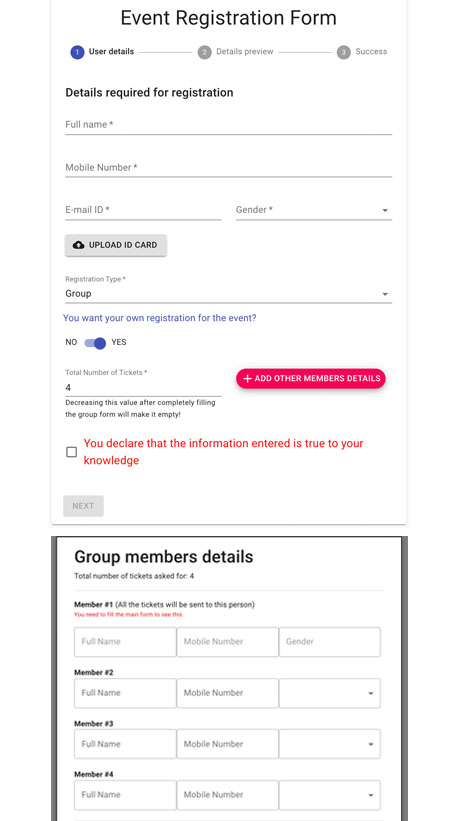 Event Registration Form
1 User details 2 Details preview 3 Success
Details required for registration
Full name *
Mobile Number *
E-mail ID * Gender *
UPLOAD ID CARD
Registration Type *
Group
You want your own registration for the event?
NO YES
Total Number of Tickets *
4
+ ADD OTHER MEMBERS DETAILS
Decreasing this value after completely filling
the group form will make it empty!
You declare that the information entered is true to your
knowledge
NEXT
Group members details
Total number of tickets asked for: 4
Member #1 (All the tickets will be sent to this person)
You need to fill the main form to see this
Full Name Mobile Number Gender
Member #2
Full Name Mobile Number
Member #3
Full Name Mobile Number
Member #4
Full Name Mobile Number